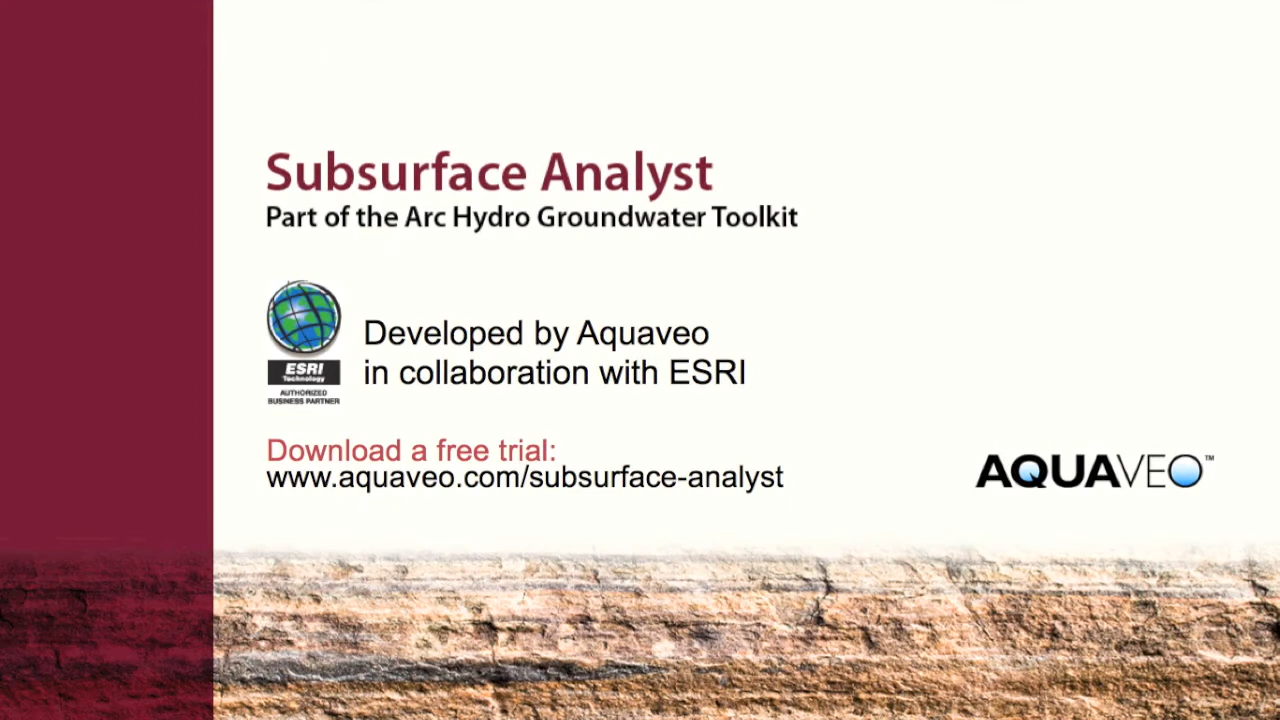 Subsurface Analyst
Part of the Arc Hydro Groundwater Toolkit
ESRI
Technology
AUTHORIZED
BUSINESS PARTNER
Developed by Aquaveo
in collaboration with ESRI
Download a free trial:
www.aquaveo.com/subsurface-analyst
AQUAVEO™